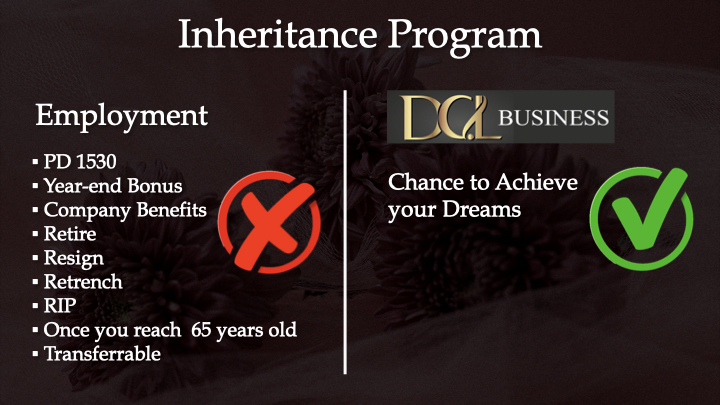 Inheritance Program
Employment
▪ PD 1530
▪ Year-end Bonus
▪ Company Benefits
▪ Retire
▪ Resign
▪ Retrench
▪ RIP
▪ Once you reach 65 years old
▪ Transferrable
DGL BUSINESS
Chance to Achieve
your Dreams